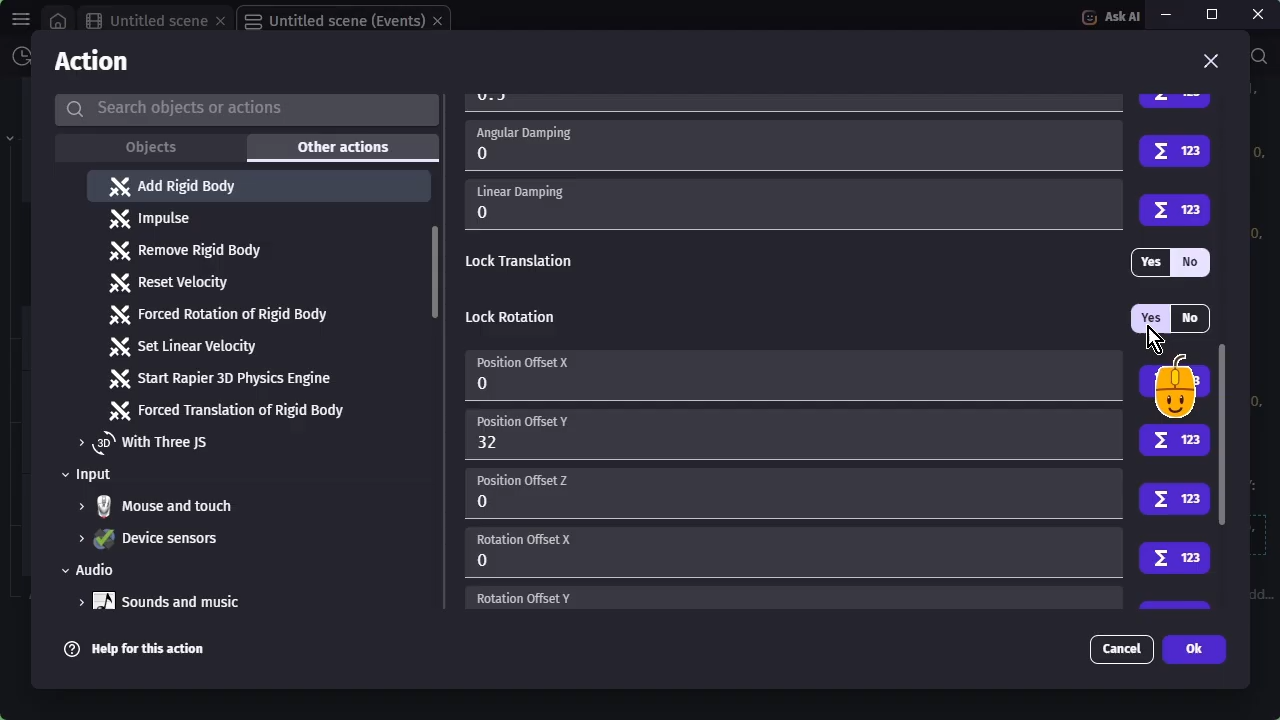 Untitled scene
Untitled scene (Events)
Ask AI
Action
Search objects or actions
Objects
Other actions
Add Rigid Body
Impulse
Remove Rigid Body
Reset Velocity
Forced Rotation of Rigid Body
Set Linear Velocity
Start Rapier 3D Physics Engine
Forced Translation of Rigid Body
3D
With Three JS
Input
Mouse and touch
Device sensors
Audio
Sounds and music
Angular Damping
0
Σ 123
Linear Damping
0
Σ 123
Lock Translation
Yes
No
Lock Rotation
Yes
No
Position Offset X
0
Position Offset Y
32
Σ 123
Position Offset Z
0
Σ 123
Rotation Offset X
0
Σ 123
Rotation Offset Y
Help for this action
Cancel
Ok